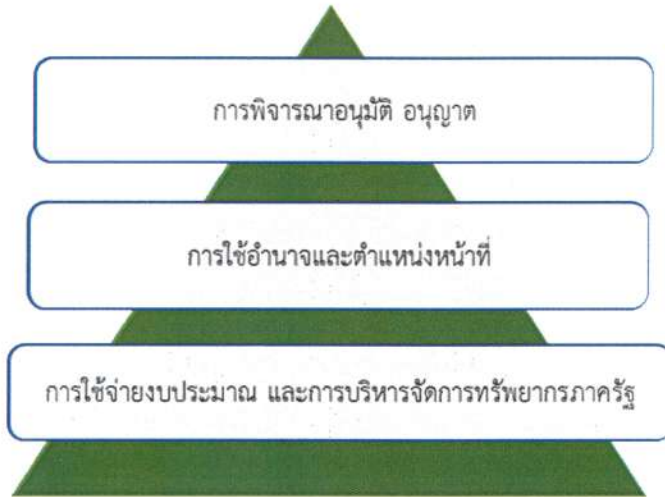 การพิจารณาอนุมัติ อนุญาต
การใช้อำนาจและตำแหน่งหน้าที่
การใช้จ่ายงบประมาณ และการบริหารจัดการทรัพยากรภาครัฐ